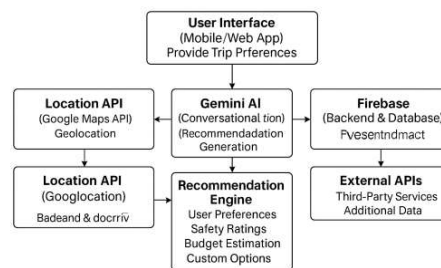 User Interface
(Mobile/Web App)
Provide Trip Prferences
Location API
(Google Maps API)
Geolocation
Gemini AI
(Conversational tion)
(Recommendadation
Generation
Firebase
(Backend & Database)
Fvesentndmact
Location API
(Googlocation)
Badeand & docrrív
Recommendation
Engine
User Preferences
Safety Ratings
Budget Estimation
Custom Options
External APIs
Third-Party Services
Additional Data